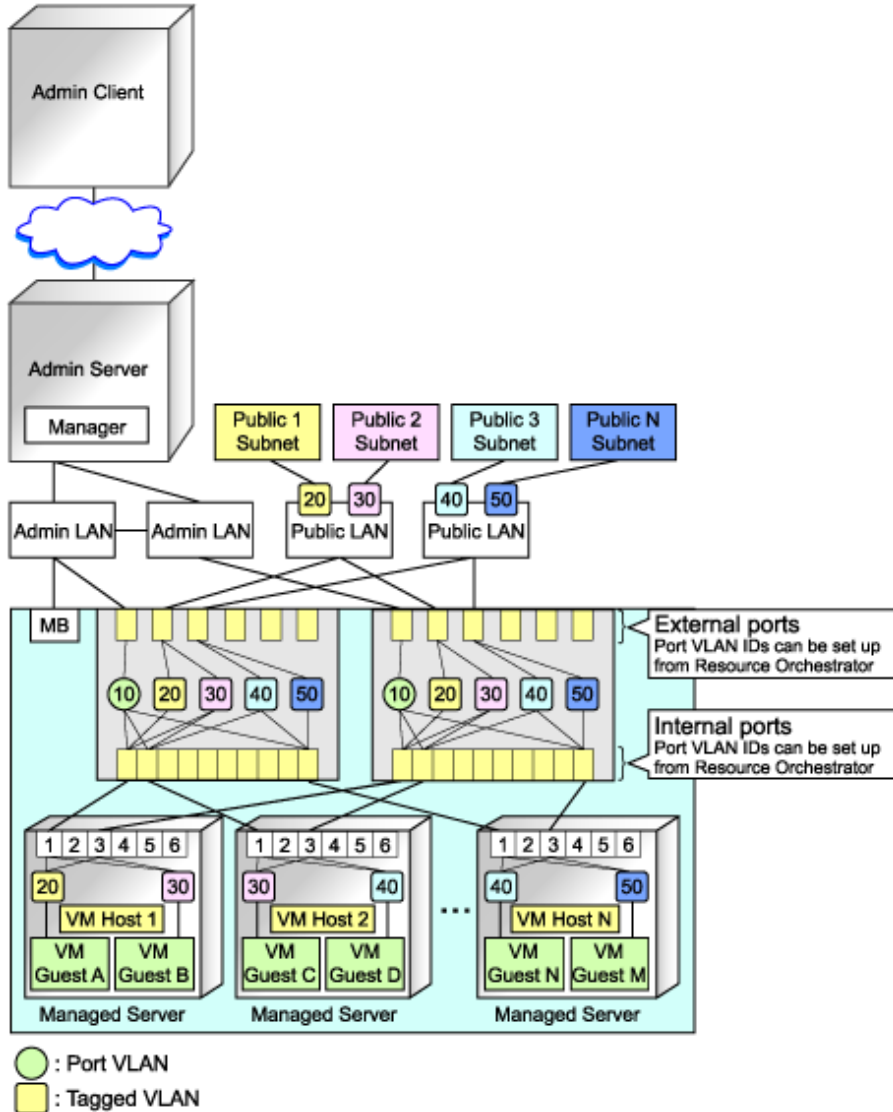 Admin Client
Admin Server
Manager
Public 1
Subnet
Public 2
Subnet
Public 3
Subnet
Public N
Subnet
20
30
40
50
Admin LAN
Admin LAN
Public LAN
Public LAN
MB
External ports
Port VLAN IDs can be set up
from Resource Orchestrator
10
20
30
40
50
10
20
30
40
50
Internal ports
Port VLAN IDs can be set up
from Resource Orchestrator
1 2 3 4 5 6
1 2 3 4 5 6
1 2 3 4 5 6
20
30
30
40
...
40
50
VM Host 1
VM Host 2
VM Host N
VM
Guest A
VM
Guest B
VM
Guest C
VM
Guest D
VM
Guest N
VM
Guest M
Managed Server
Managed Server
Managed Server
: Port VLAN
: Tagged VLAN